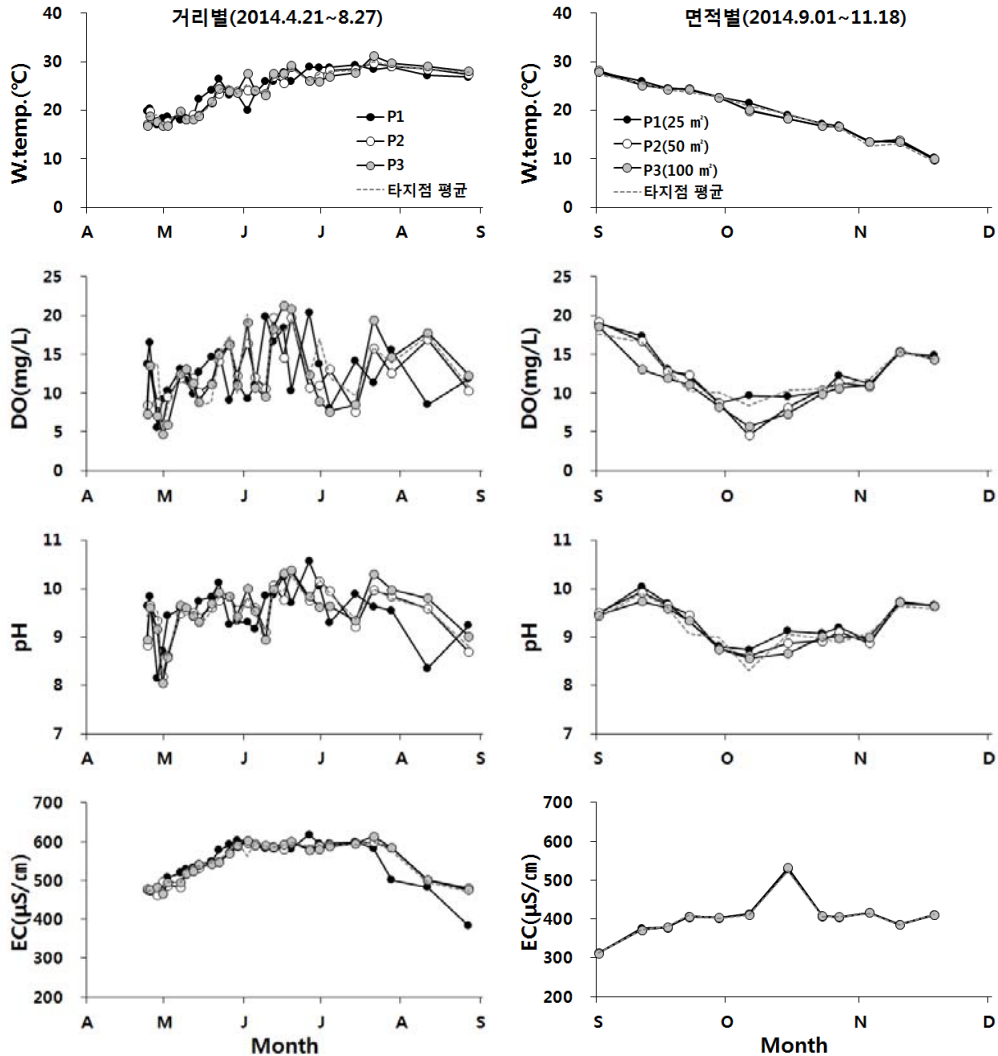 거리별(2014.4.21~8.27)
W.temp.(℃)
40
30
20
10
0
P1
P2
P3
타지점 평균
A M J J A S
면적별(2014.9.01~11.18)
W.temp.(℃)
40
30
20
10
0
P1(25 ㎡)
P2(50 ㎡)
P3(100 ㎡)
타지점 평균
S O N D
DO(mg/L)
25
20
15
10
5
0
A M J J A S
DO(mg/L)
25
20
15
10
5
0
S O N D
pH
11
10
9
8
7
A M J J A S
pH
11
10
9
8
7
S O N D
EC(μS/㎝)
700
600
500
400
300
200
A M J J A S
Month
EC(μS/㎝)
700
600
500
400
300
200
S O N D
Month